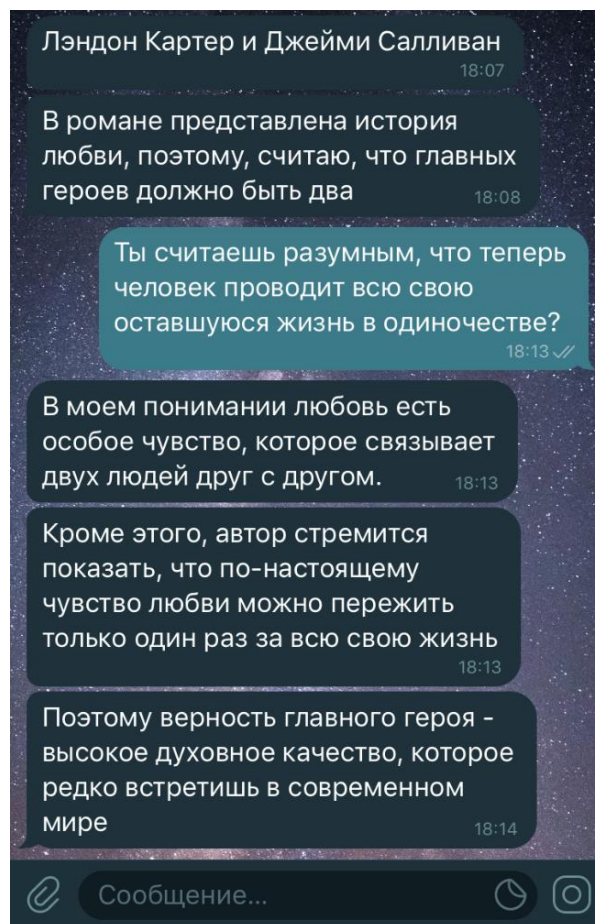 Лэндон Картер и Джейми Салливан
18:07
В романе представлена история
любви, поэтому, считаю, что главных
героев должно быть два
18:08
Ты считаешь разумным, что теперь
человек проводит всю свою
оставшуюся жизнь в одиночестве?
18:13
В моем понимании любовь есть
особое чувство, которое связывает
двух людей друг с другом.
18:13
Кроме этого, автор стремится
показать, что по-настоящему
чувство любви можно пережить
только один раз за всю свою жизнь
18:13
Поэтому верность главного героя -
высокое духовное качество, которое
редко встретишь в современном
мире
18:14
Сообщение...